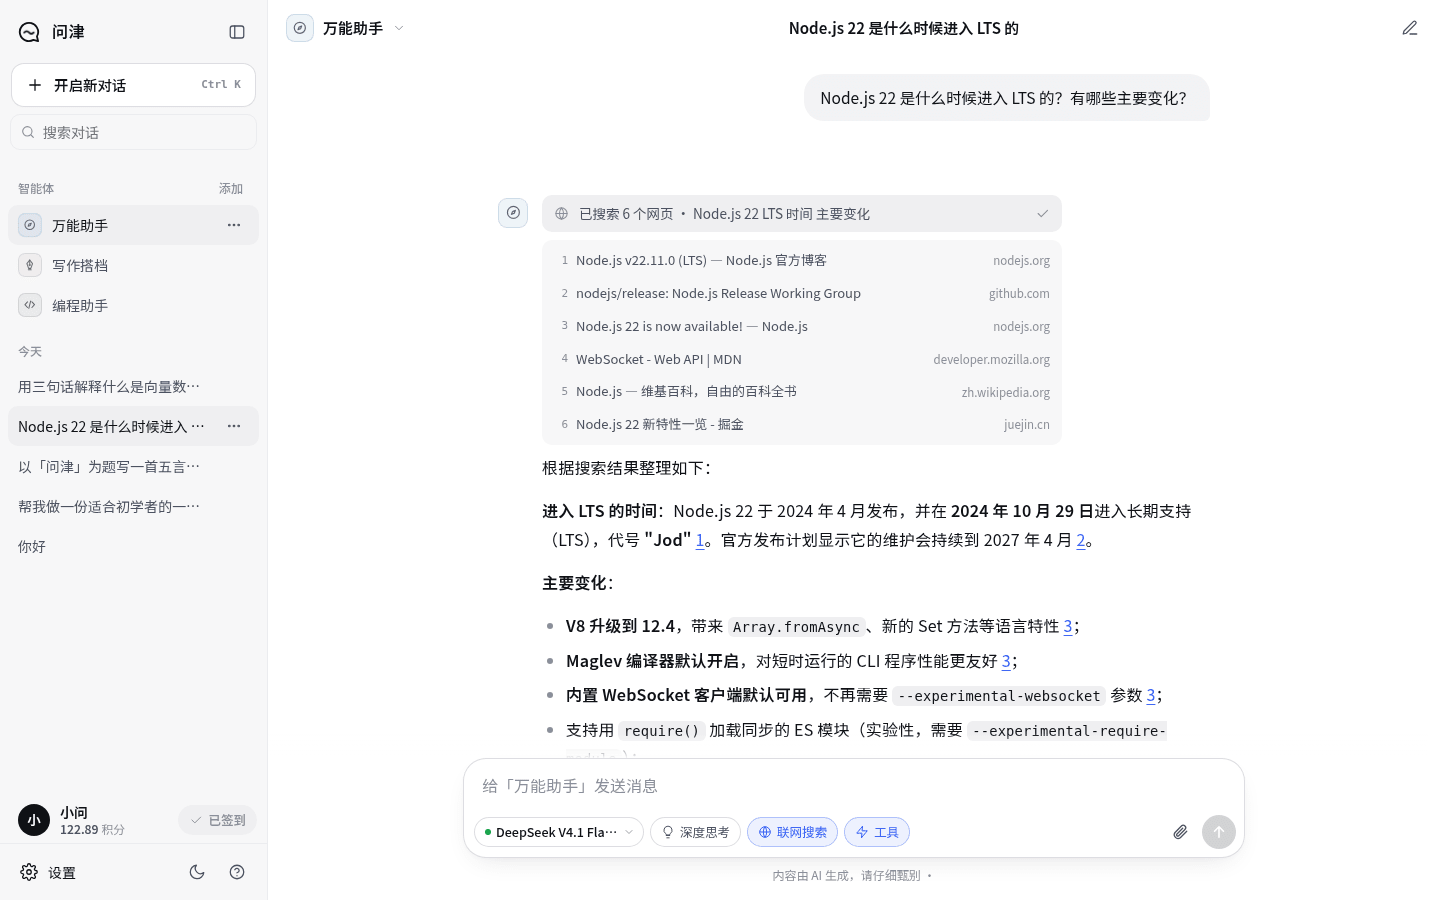 问津
开启新对话 Ctrl K
搜索对话
智能体 添加
万能助手
写作搭档
编程助手
今天
用三句话解释什么是向量数…
Node.js 22 是什么时候进入 …
以「问津」为题写一首五言…
帮我做一份适合初学者的一…
你好
小 小问
122.89 积分
已签到
设置
万能助手
Node.js 22 是什么时候进入 LTS 的
Node.js 22 是什么时候进入 LTS 的？有哪些主要变化？
已搜索 6 个网页 · Node.js 22 LTS 时间 主要变化
1 Node.js v22.11.0 (LTS) — Node.js 官方博客 nodejs.org
2 nodejs/release: Node.js Release Working Group github.com
3 Node.js 22 is now available! — Node.js nodejs.org
4 WebSocket - Web API | MDN developer.mozilla.org
5 Node.js — 维基百科，自由的百科全书 zh.wikipedia.org
6 Node.js 22 新特性一览 - 掘金 juejin.cn
根据搜索结果整理如下：
进入 LTS 的时间：Node.js 22 于 2024 年 4 月发布，并在 2024 年 10 月 29 日进入长期支持
（LTS），代号 "Jod" 1。官方发布计划显示它的维护会持续到 2027 年 4 月 2。
主要变化：
V8 升级到 12.4，带来 Array.fromAsync、新的 Set 方法等语言特性 3；
Maglev 编译器默认开启，对短时运行的 CLI 程序性能更友好 3；
内置 WebSocket 客户端默认可用，不再需要 --experimental-websocket 参数 3；
支持用 require() 加载同步的 ES 模块（实验性，需要 --experimental-require-
module）；
给「万能助手」发送消息
DeepSeek V4.1 Fla… 深度思考 联网搜索 工具
内容由 AI 生成，请仔细甄别 ·